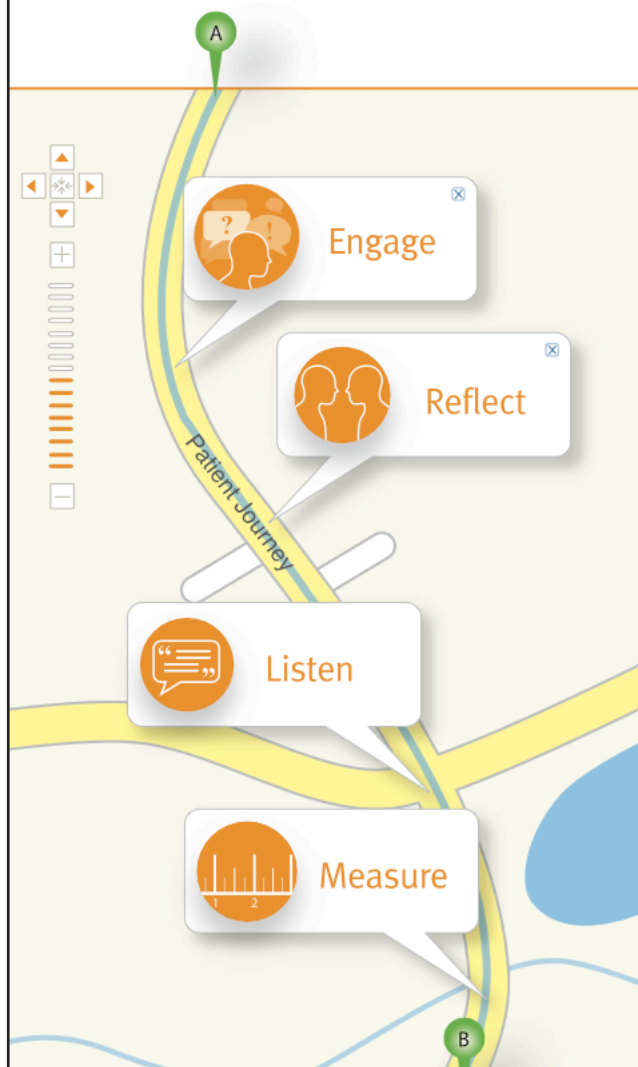 A
?
!
Engage
Reflect
Patient Journey
“ ”
Listen
1 2
Measure
B